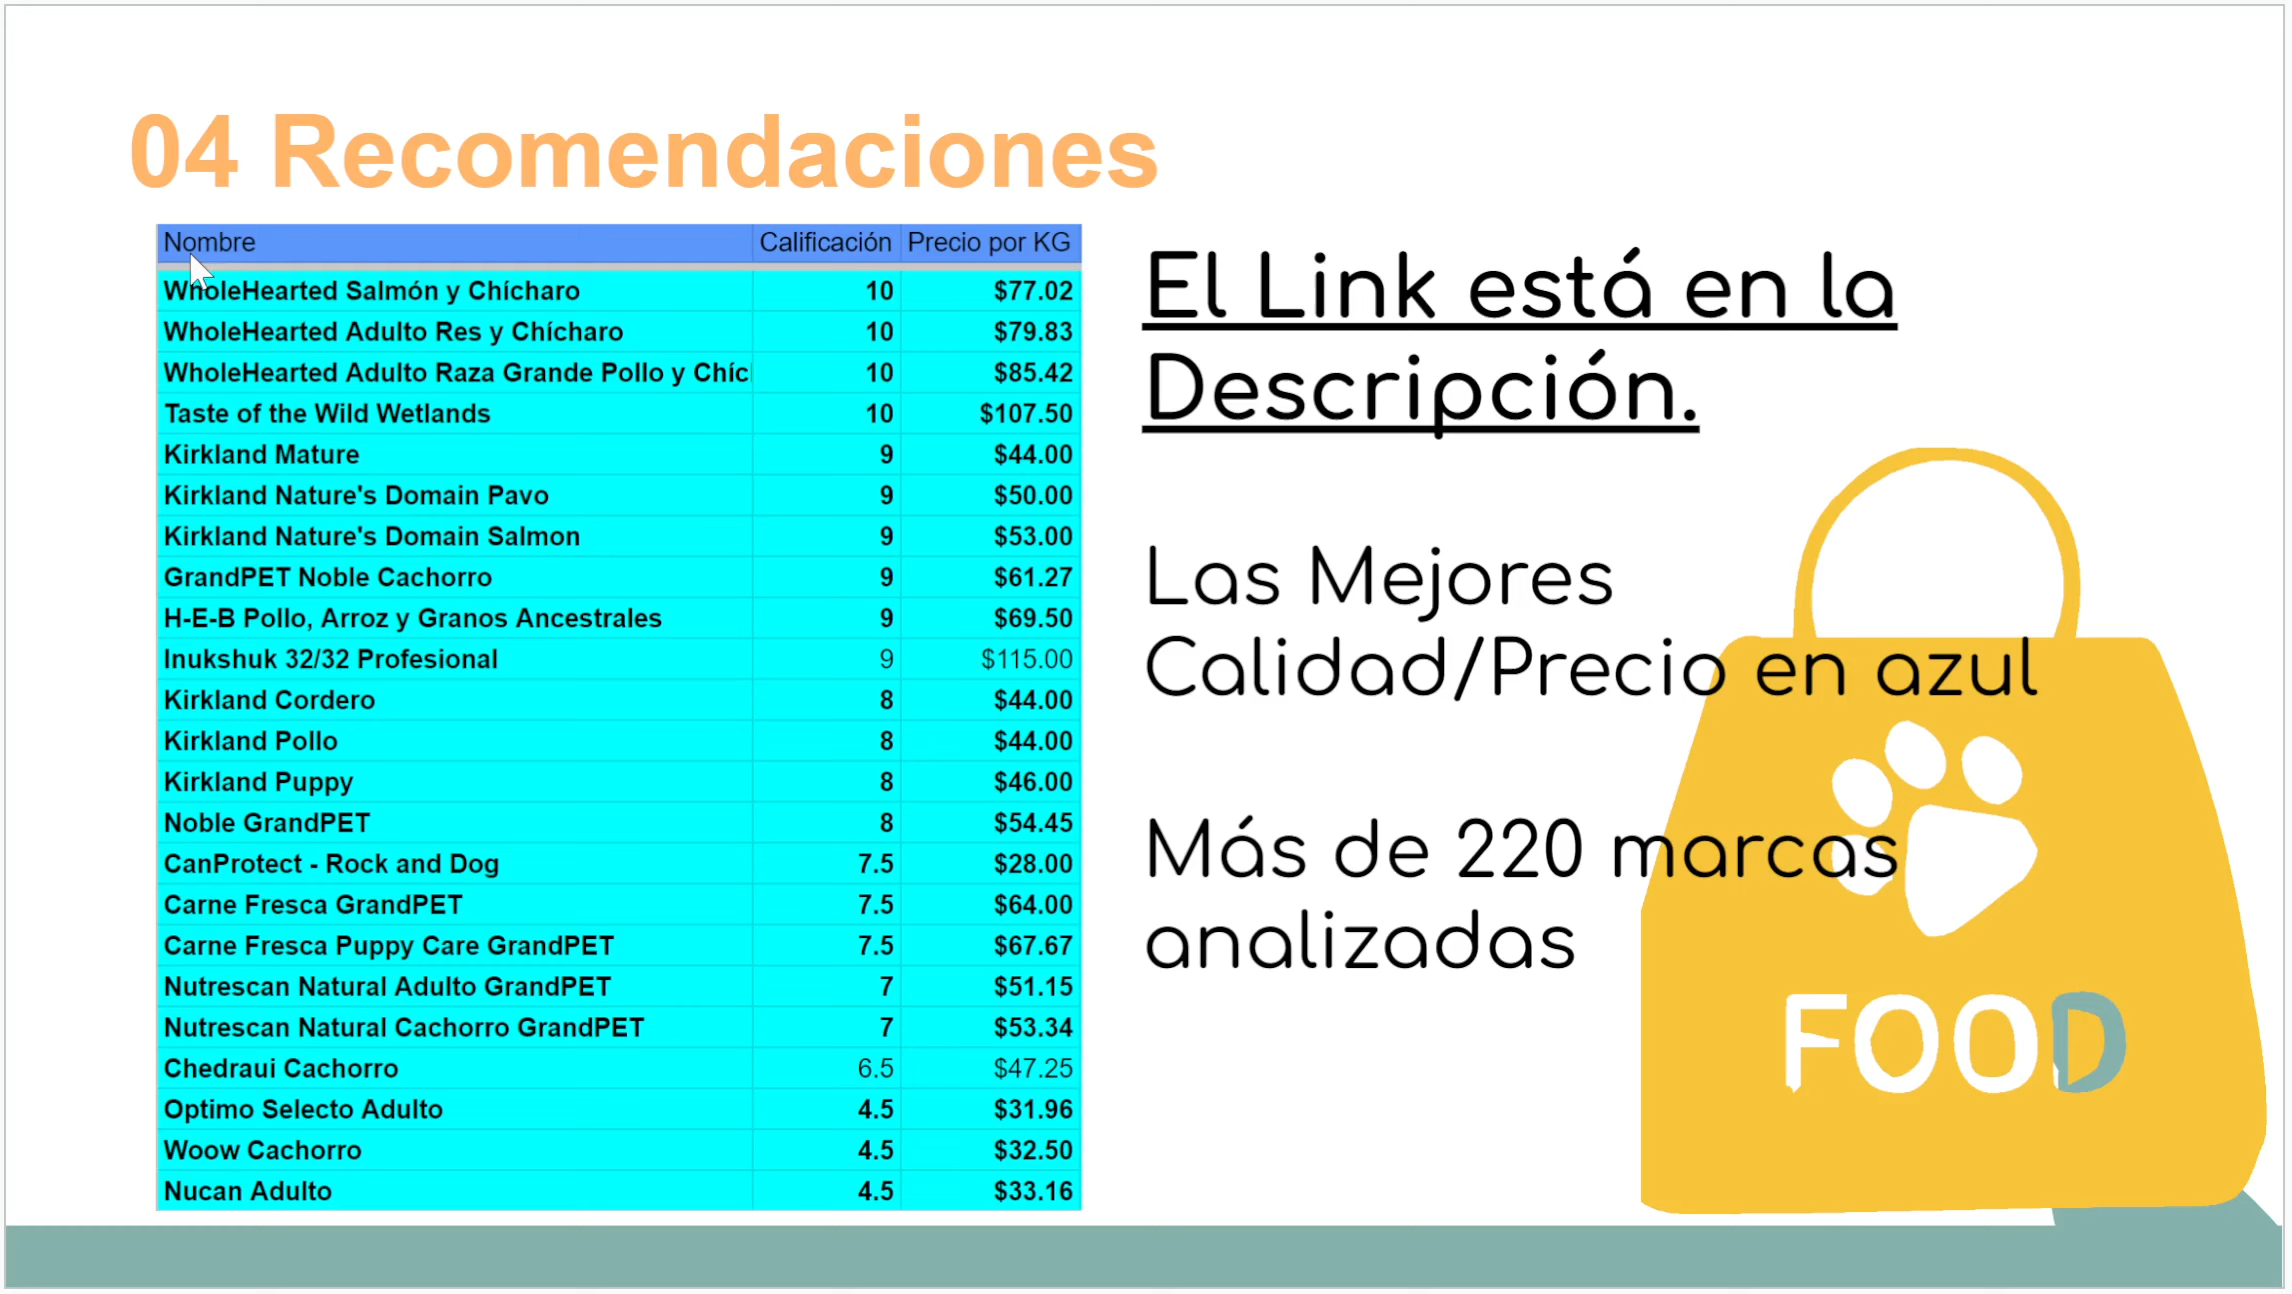 04 Recomendaciones
Nombre Calificación Precio por KG
WholeHearted Salmón y Chícharo 10 $77.02
WholeHearted Adulto Res y Chícharo 10 $79.83
WholeHearted Adulto Raza Grande Pollo y Chíc 10 $85.42
Taste of the Wild Wetlands 10 $107.50
Kirkland Mature 9 $44.00
Kirkland Nature's Domain Pavo 9 $50.00
Kirkland Nature's Domain Salmon 9 $53.00
GrandPET Noble Cachorro 9 $61.27
H-E-B Pollo, Arroz y Granos Ancestrales 9 $69.50
Inukshuk 32/32 Profesional 9 $115.00
Kirkland Cordero 8 $44.00
Kirkland Pollo 8 $44.00
Kirkland Puppy 8 $46.00
Noble GrandPET 8 $54.45
CanProtect - Rock and Dog 7.5 $28.00
Carne Fresca GrandPET 7.5 $64.00
Carne Fresca Puppy Care GrandPET 7.5 $67.67
Nutrescan Natural Adulto GrandPET 7 $51.15
Nutrescan Natural Cachorro GrandPET 7 $53.34
Chedraui Cachorro 6.5 $47.25
Optimo Selecto Adulto 4.5 $31.96
Woow Cachorro 4.5 $32.50
Nucan Adulto 4.5 $33.16
El Link está en la
Descripción.
Las Mejores
Calidad/Precio en azul
Más de 220 marcas
analizadas
FOOD